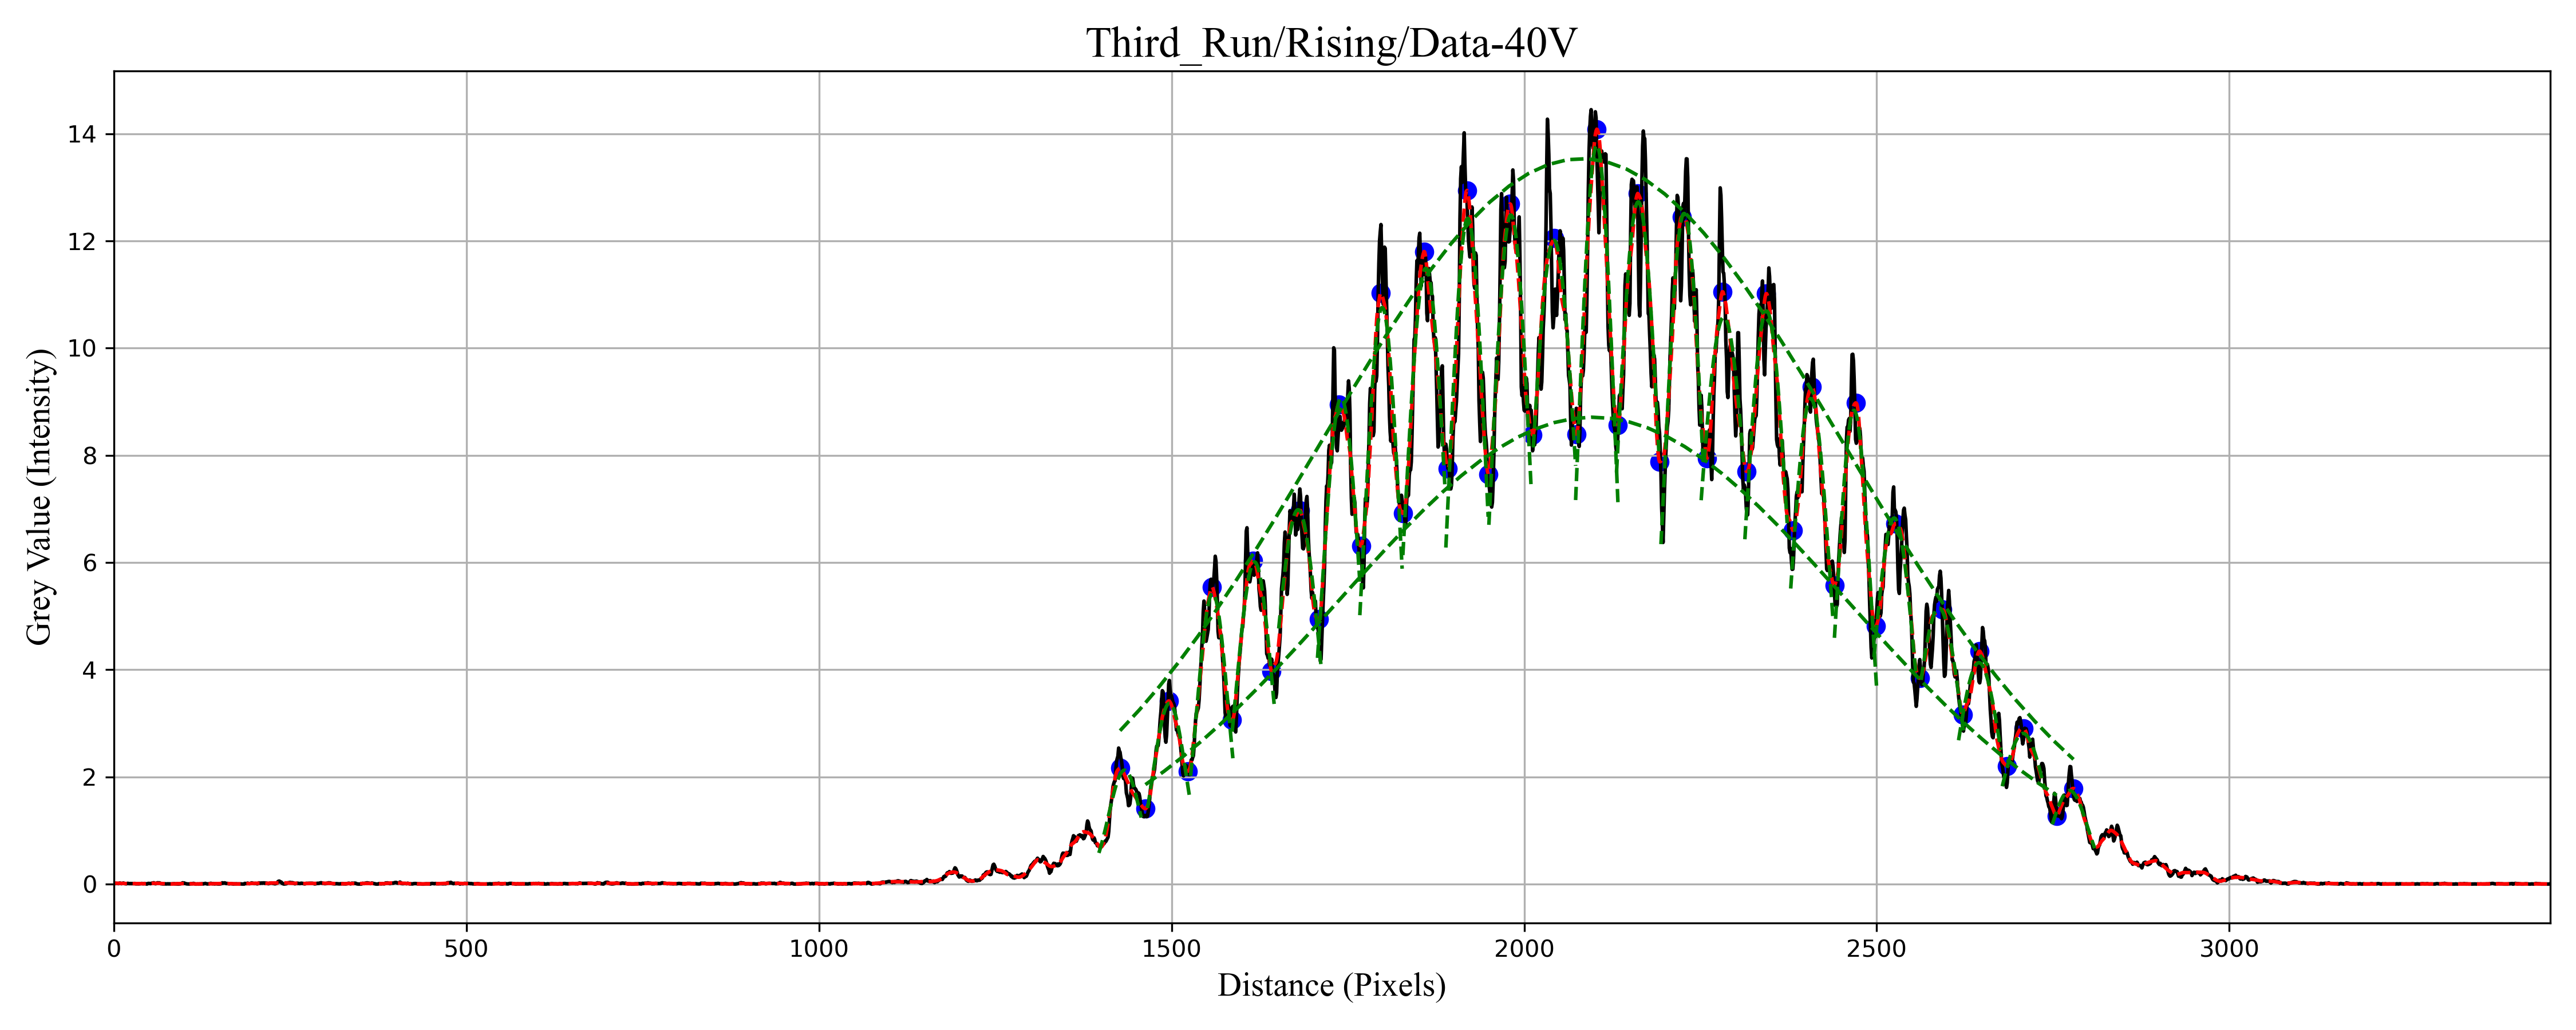 Third_Run/Rising/Data-40V
Grey Value (Intensity)
14
12
10
8
6
4
2
0
0 500 1000 1500 2000 2500 3000
Distance (Pixels)